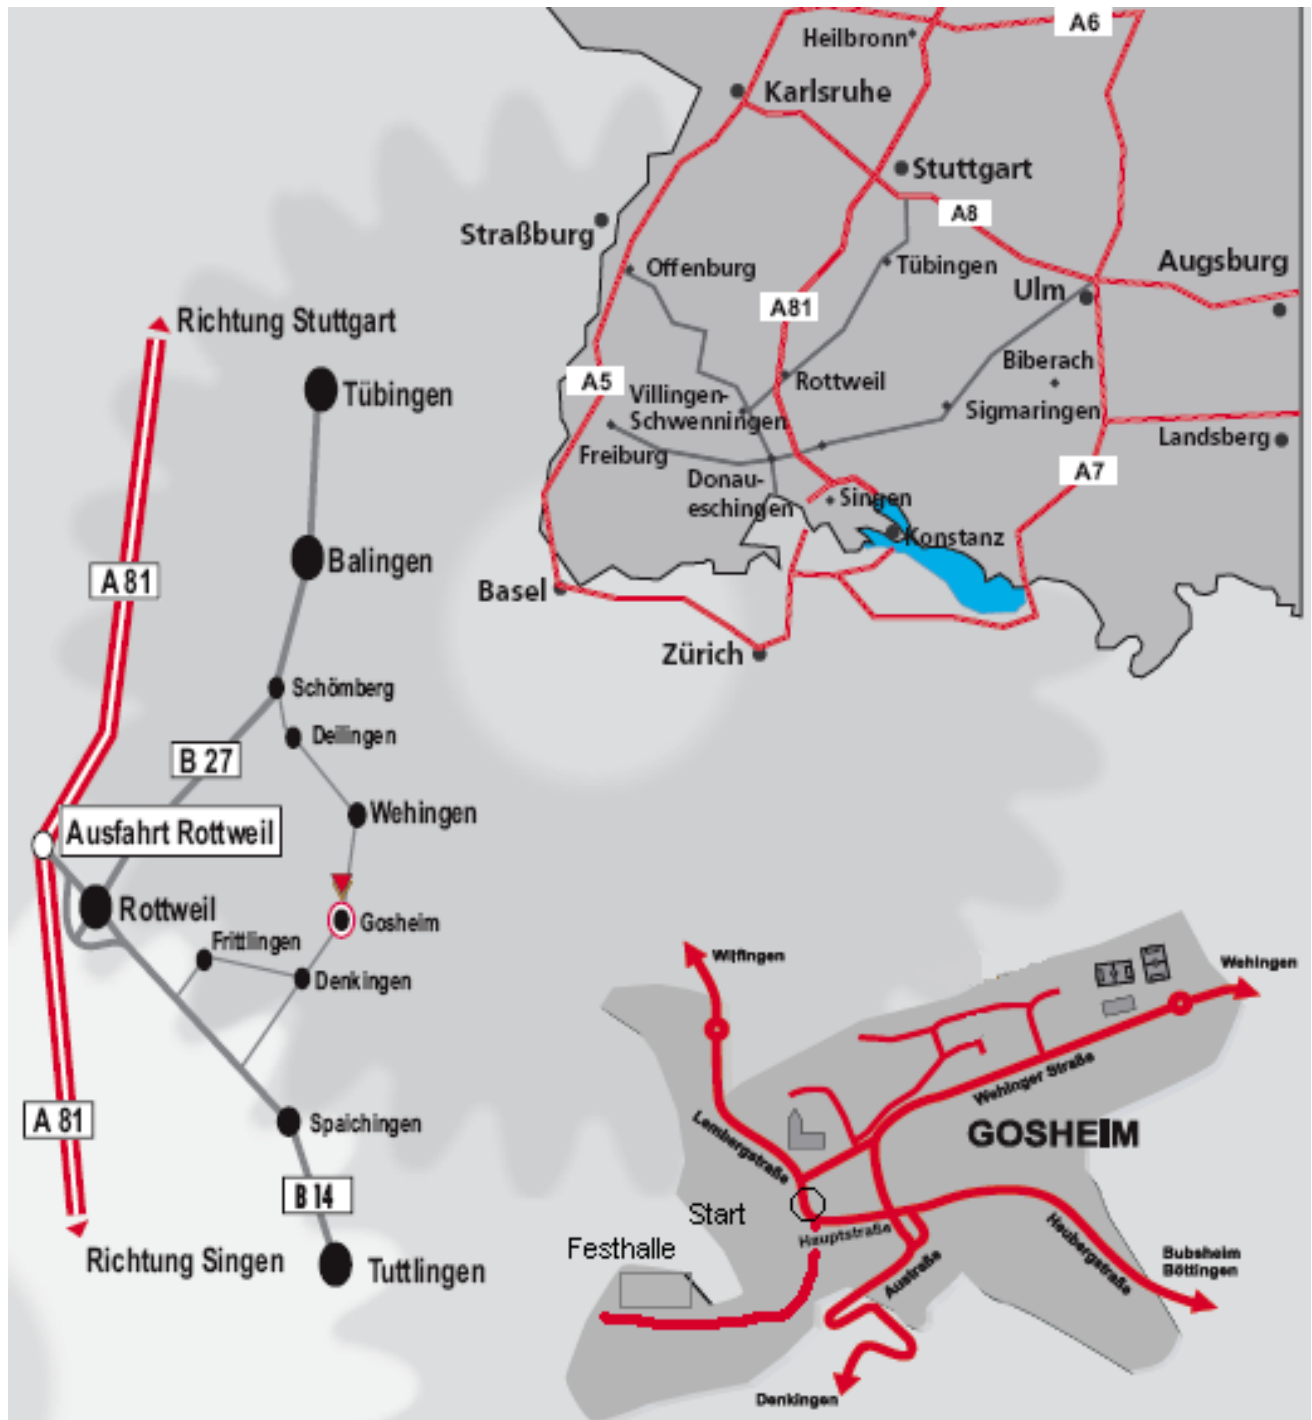 A6
Heilbronn
Karlsruhe
Stuttgart
A8
Straßburg
Offenburg
Tübingen
Augsburg
Ulm
A81
Biberach
A5
Villingen-
Schwenningen
Rottweil
Sigmaringen
Freiburg
Landsberg
A7
Donau-
eschingen
Singen
Konstanz
Basel
Zürich
Richtung Stuttgart
Tübingen
A 81
Balingen
Schömberg
Deilingen
B 27
Wehingen
Ausfahrt Rottweil
Rottweil
Gosheim
Frittlingen
Denkingen
A 81
Spaichingen
B 14
Richtung Singen
Tuttlingen
Wilflingen
Wehingen
Wehinger Straße
Lembergstraße
GOSHEIM
Start
Hauptstraße
Festhalle
Austraße
Heubergstraße
Bubsheim
Böttingen
Denkingen